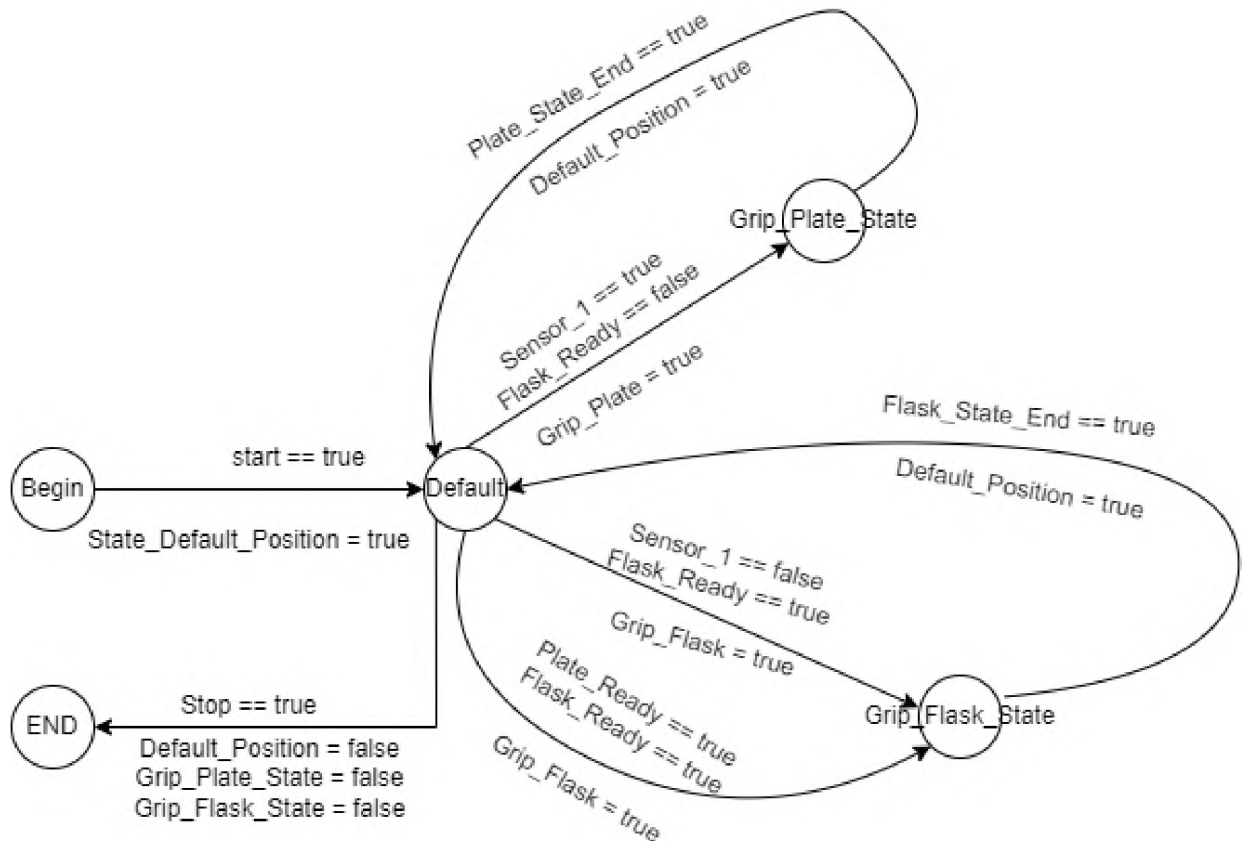 Plate_State_End == true
Default_Position = true
Grip_Plate_State
Sensor_1 == true
Flask_Ready == false
Grip_Plate = true
Flask_State_End == true
Default_Position = true
start == true
Begin
Default
State_Default_Position = true
Sensor_1 == false
Flask_Ready == true
Grip_Flask = true
Plate_Ready == true
Flask_Ready == true
Grip_Flask = true
Grip_Flask_State
Stop == true
END
Default_Position = false
Grip_Plate_State = false
Grip_Flask_State = false